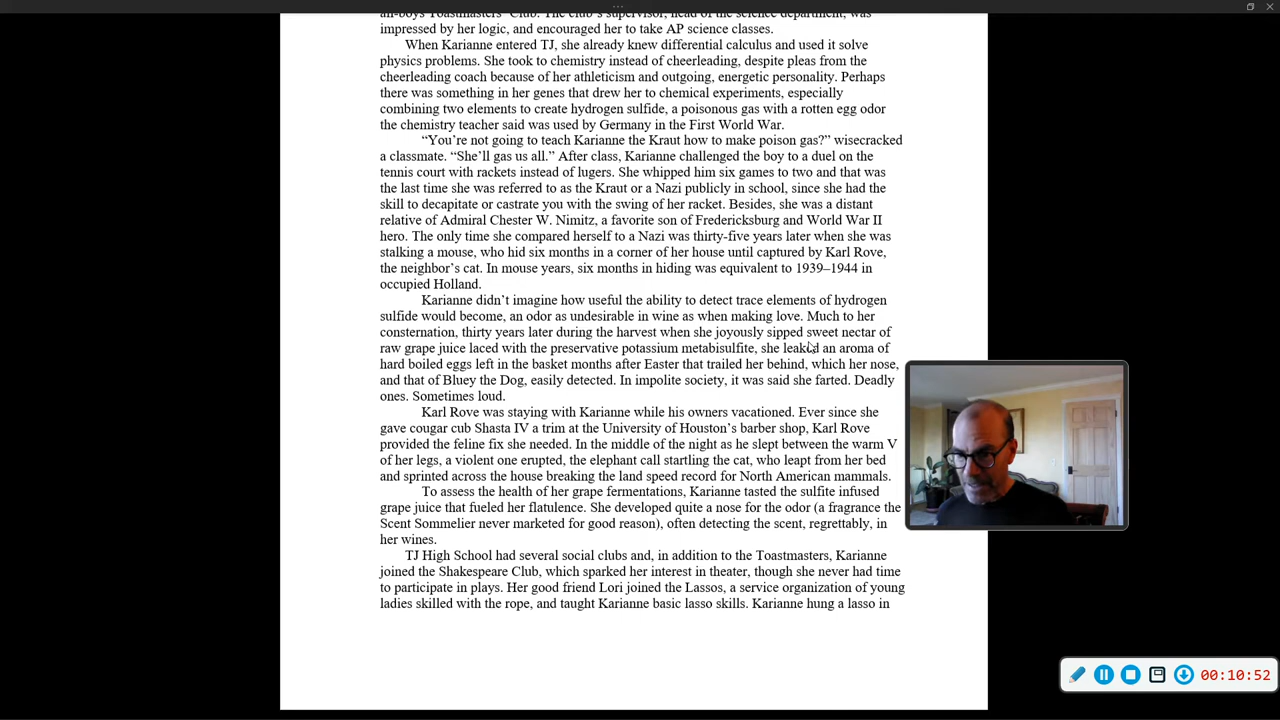 all-boys Toastmasters' Club. The club's supervisor, head of the science department, was
impressed by her logic, and encouraged her to take AP science classes.
When Karianne entered TJ, she already knew differential calculus and used it solve
physics problems. She took to chemistry instead of cheerleading, despite pleas from the
cheerleading coach because of her athleticism and outgoing, energetic personality. Perhaps
there was something in her genes that drew her to chemical experiments, especially
combining two elements to create hydrogen sulfide, a poisonous gas with a rotten egg odor
the chemistry teacher said was used by Germany in the First World War.
“You’re not going to teach Karianne the Kraut how to make poison gas?” wisecracked
a classmate. “She’ll gas us all.” After class, Karianne challenged the boy to a duel on the
tennis court with rackets instead of lugers. She whipped him six games to two and that was
the last time she was referred to as the Kraut or a Nazi publicly in school, since she had the
skill to decapitate or castrate you with the swing of her racket. Besides, she was a distant
relative of Admiral Chester W. Nimitz, a favorite son of Fredericksburg and World War II
hero. The only time she compared herself to a Nazi was thirty-five years later when she was
stalking a mouse, who hid six months in a corner of her house until captured by Karl Rove,
the neighbor’s cat. In mouse years, six months in hiding was equivalent to 1939–1944 in
occupied Holland.
Karianne didn’t imagine how useful the ability to detect trace elements of hydrogen
sulfide would become, an odor as undesirable in wine as when making love. Much to her
consternation, thirty years later during the harvest when she joyously sipped sweet nectar of
raw grape juice laced with the preservative potassium metabisulfite, she leaked an aroma of
hard boiled eggs left in the basket months after Easter that trailed her behind, which her nose,
and that of Bluey the Dog, easily detected. In impolite society, it was said she farted. Deadly
ones. Sometimes loud.
Karl Rove was staying with Karianne while his owners vacationed. Ever since she
gave cougar cub Shasta IV a trim at the University of Houston’s barber shop, Karl Rove
provided the feline fix she needed. In the middle of the night as he slept between the warm V
of her legs, a violent one erupted, the elephant call startling the cat, who leapt from her bed
and sprinted across the house breaking the land speed record for North American mammals.
To assess the health of her grape fermentations, Karianne tasted the sulfite infused
grape juice that fueled her flatulence. She developed quite a nose for the odor (a fragrance the
Scent Sommelier never marketed for good reason), often detecting the scent, regrettably, in
her wines.
TJ High School had several social clubs and, in addition to the Toastmasters, Karianne
joined the Shakespeare Club, which sparked her interest in theater, though she never had time
to participate in plays. Her good friend Lori joined the Lassos, a service organization of young
ladies skilled with the rope, and taught Karianne basic lasso skills. Karianne hung a lasso in
00:10:52